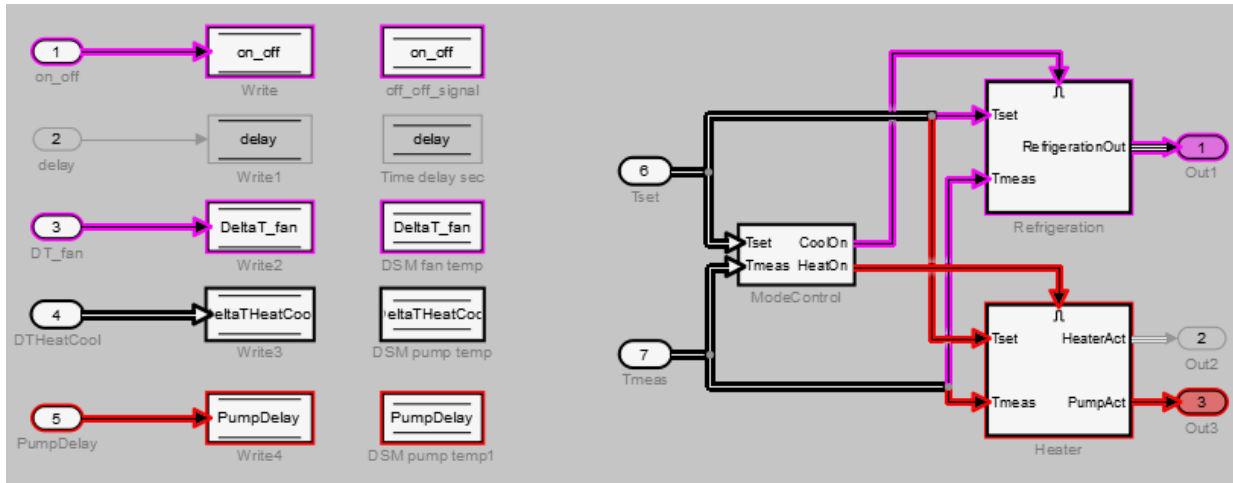 1
on_off
on_off
Write
on_off
off_off_signal
2
delay
delay
Write1
delay
Time delay sec
3
DT_fan
DeltaT_fan
Write2
DeltaT_fan
DSM fan temp
4
DTHeatCool
eltaTHeatCoo
Write3
eltaTHeatCoo
DSM pump temp
5
PumpDelay
PumpDelay
Write4
PumpDelay
DSM pump temp1
6
Tset
7
Tmeas
Tset CoolOn
Tmeas HeatOn
ModeControl
Tset
RefrigerationOut
Tmeas
Refrigeration
1
Out1
Tset HeaterAct
Tmeas PumpAct
Heater
2
Out2
3
Out3